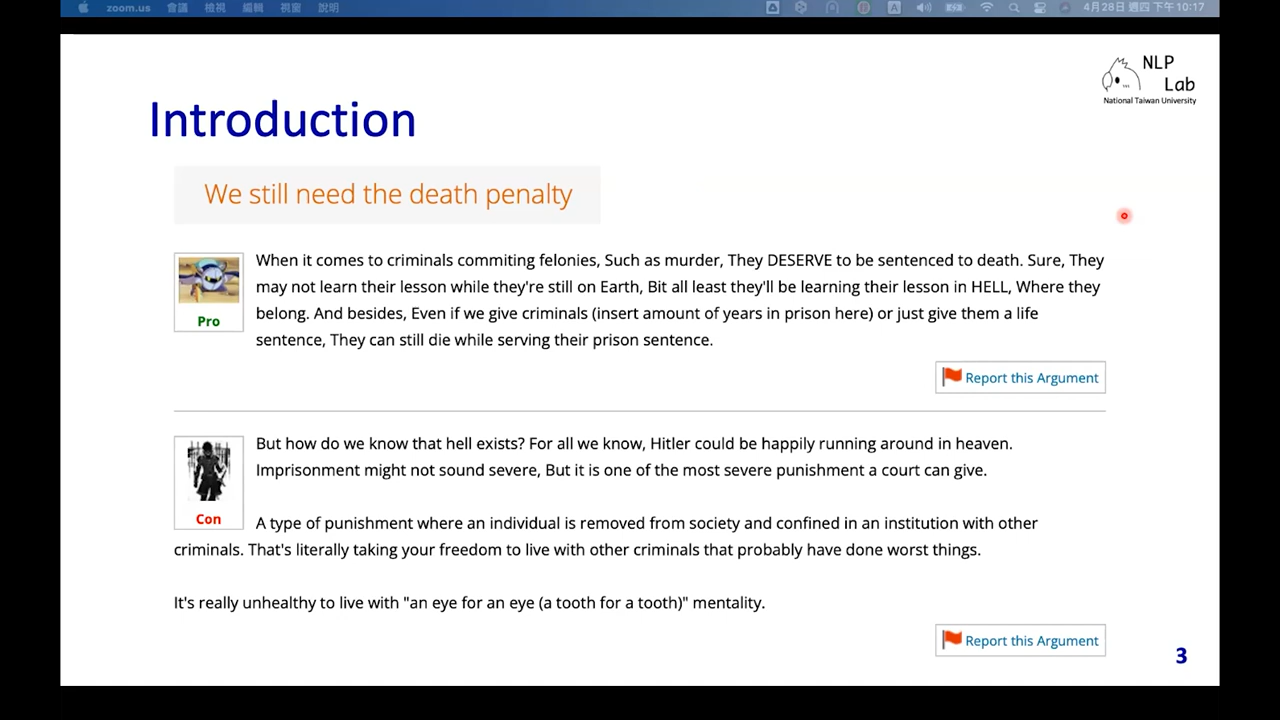 zoom.us 會議 檢視 編輯 視窗 說明 A 4月28日 週四 下午10:17
NLP
Lab
National Taiwan University
Introduction
We still need the death penalty
When it comes to criminals commiting felonies, Such as murder, They DESERVE to be sentenced to death. Sure, They
may not learn their lesson while they're still on Earth, Bit all least they'll be learning their lesson in HELL, Where they
belong. And besides, Even if we give criminals (insert amount of years in prison here) or just give them a life
sentence, They can still die while serving their prison sentence.
Pro
Report this Argument
But how do we know that hell exists? For all we know, Hitler could be happily running around in heaven.
Imprisonment might not sound severe, But it is one of the most severe punishment a court can give.
Con
A type of punishment where an individual is removed from society and confined in an institution with other
criminals. That's literally taking your freedom to live with other criminals that probably have done worst things.
It's really unhealthy to live with "an eye for an eye (a tooth for a tooth)" mentality.
Report this Argument
3